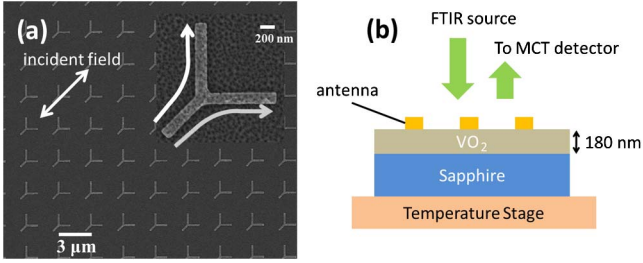 (a)
200 nm
incident field
3 μm
(b)
FTIR source
To MCT detector
antenna
VO₂
180 nm
Sapphire
Temperature Stage